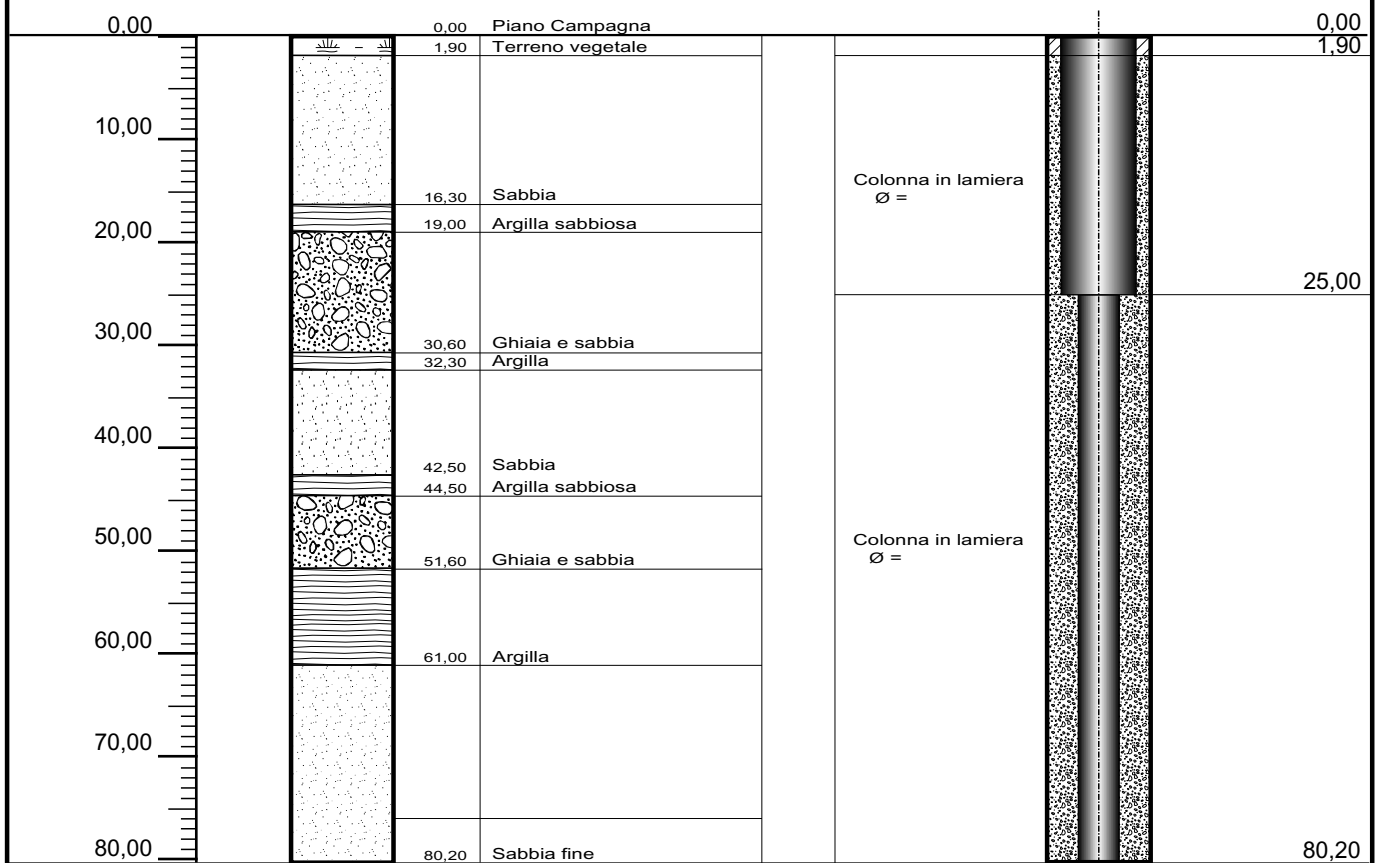 0,00 0,00 Piano Campagna 0,00
1,90 Terreno vegetale 1,90
10,00
Colonna in lamiera
Ø =
16,30 Sabbia
19,00 Argilla sabbiosa
20,00
25,00
30,00
30,60 Ghiaia e sabbia
32,30 Argilla
40,00
42,50 Sabbia
44,50 Argilla sabbiosa
50,00
Colonna in lamiera
Ø =
51,60 Ghiaia e sabbia
60,00
61,00 Argilla
70,00
80,00 80,20 Sabbia fine 80,20